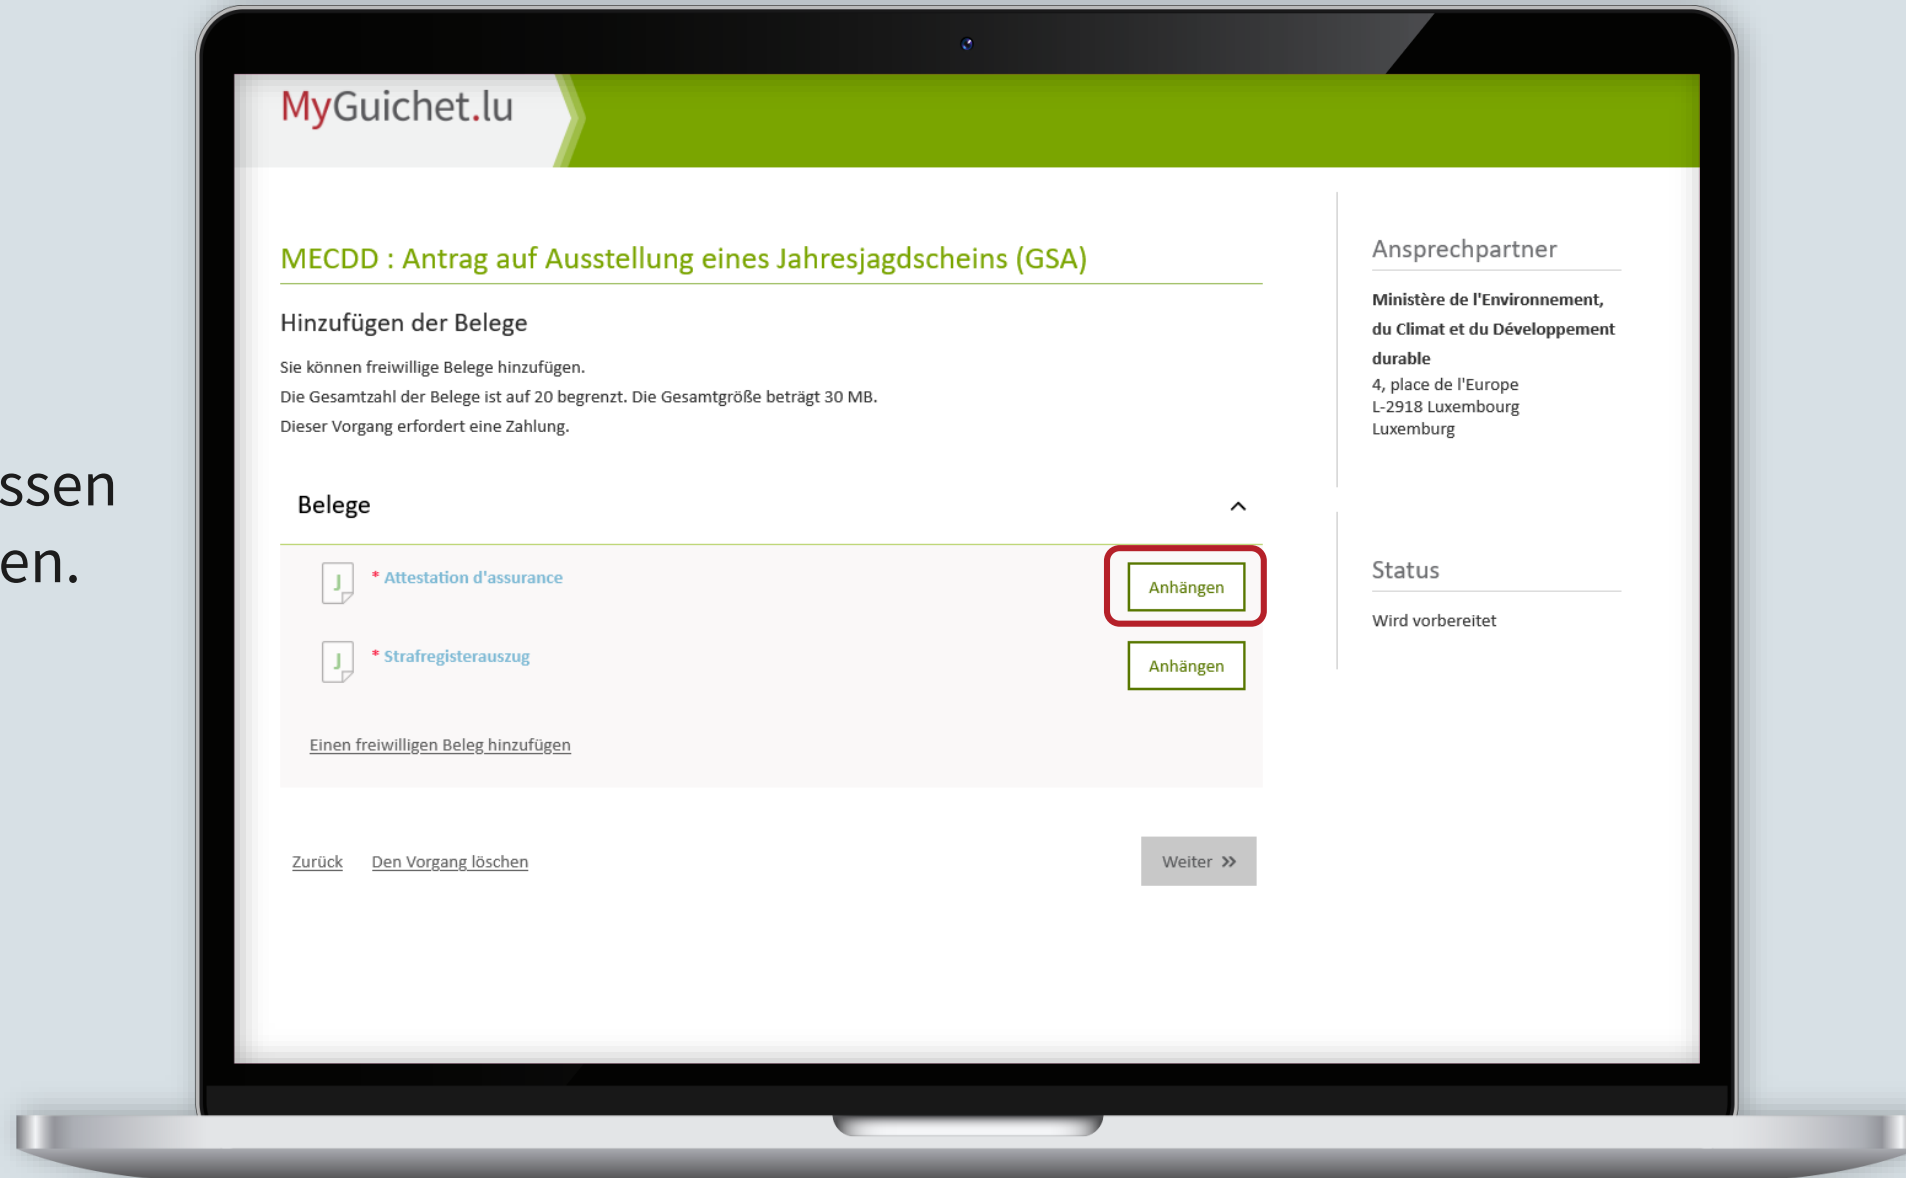 MyGuichet.lu
MECDD : Antrag auf Ausstellung eines Jahresjagdscheins (GSA)
Hinzufügen der Belege
Sie können freiwillige Belege hinzufügen.
Die Gesamtzahl der Belege ist auf 20 begrenzt. Die Gesamtgröße beträgt 30 MB.
Dieser Vorgang erfordert eine Zahlung.
Belege
J * Attestation d'assurance Anhängen
J * Strafregisterauszug Anhängen
Einen freiwilligen Beleg hinzufügen
Zurück Den Vorgang löschen Weiter »
Ansprechpartner
Ministère de l'Environnement,
du Climat et du Développement
durable
4, place de l'Europe
L-2918 Luxembourg
Luxemburg
Status
Wird vorbereitet